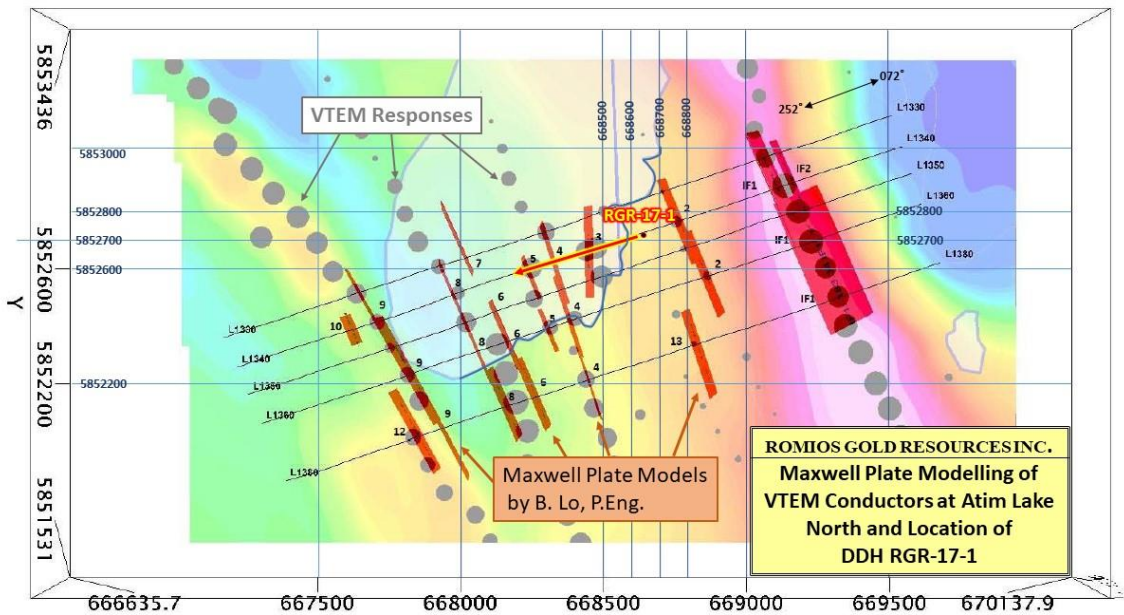 5853436
072°
252°
L1330
L1340
L1350
L1360
L1380
VTEM Responses
668500
668600
668700
668800
5853000
IF2
IF1
RGR-17-1
2
5852800
5852800
5852700
5852700
3
4
5
7
IF1
5852600
5852600
Y
2
8
IF1
4
9
5
10
L1330
6
13
8
L1340
9
4
5852200
5852200
6
L1350
8
9
L1360
12
L1380
Maxwell Plate Models
by B. Lo, P.Eng.
ROMIOS GOLD RESOURCES INC.
Maxwell Plate Modelling of
VTEM Conductors at Atim Lake
North and Location of
DDH RGR-17-1
5851531
666635.7
667500
668000
668500
669000
669500
670137.9